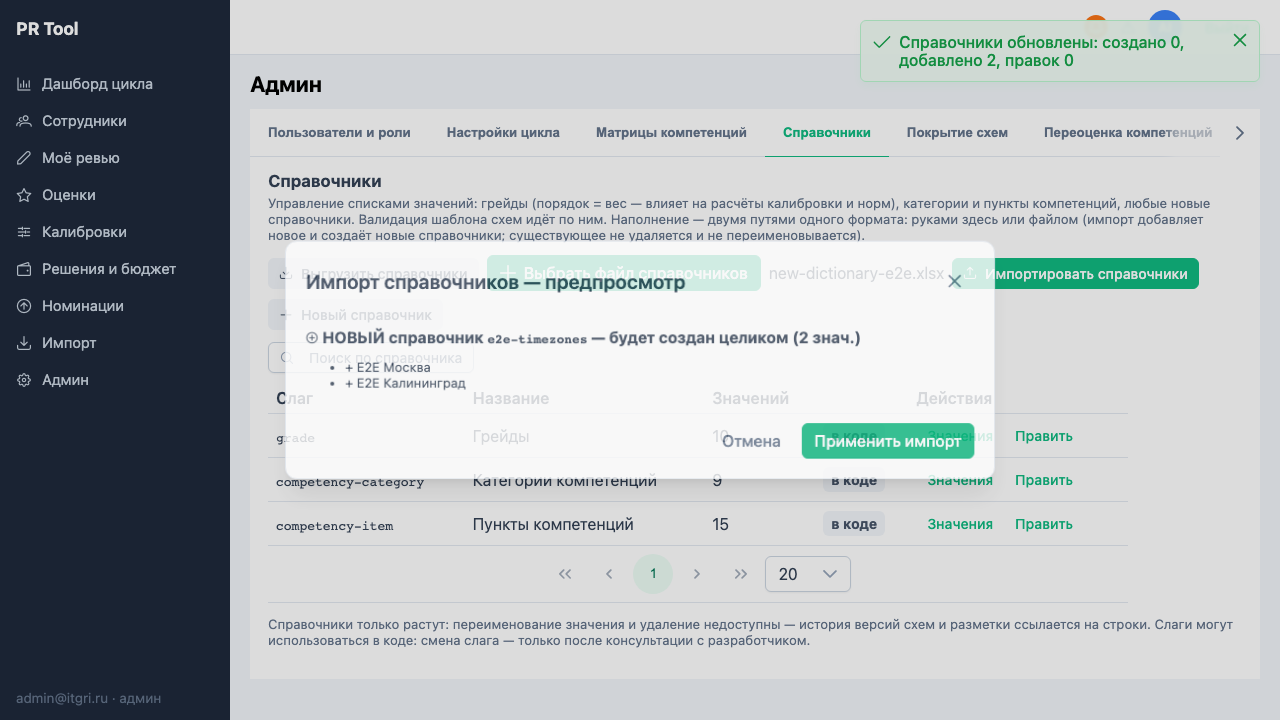 PR Tool
Дашборд цикла
Сотрудники
Моё ревью
Оценки
Калибровки
Решения и бюджет
Номинации
Импорт
Админ
admin@itgri.ru · админ
Справочники обновлены: создано 0,
добавлено 2, правок 0
Админ
Пользователи и роли
Настройки цикла
Матрицы компетенций
Справочники
Покрытие схем
Переоценка компетенций
Справочники
Управление списками значений: грейды (порядок = вес — влияет на расчёты калибровки и норм), категории и пункты компетенций, любые новые
справочники. Валидация шаблона схем идёт по ним. Наполнение — двумя путями одного формата: руками здесь или файлом (импорт добавляет
новое и создаёт новые справочники; существующее не удаляется и не переименовывается).
Выгрузить справочники
Выбрать файл справочников
new-dictionary-e2e.xlsx
Импортировать справочники
Новый справочник
Поиск по справочника
Импорт справочников — предпросмотр
НОВЫЙ справочник e2e-timezones — будет создан целиком (2 знач.)
+ E2E Москва
+ E2E Калининград
Отмена
Применить импорт
Слаг Название Значений Действия
grade Грейды 10 в коде Значения Править
competency-category Категории компетенций 9 в коде Значения Править
competency-item Пункты компетенций 15 в коде Значения Править
1
20
Справочники только растут: переименование значения и удаление недоступны — история версий схем и разметки ссылается на строки. Слаги могут
использоваться в коде: смена слага — только после консультации с разработчиком.